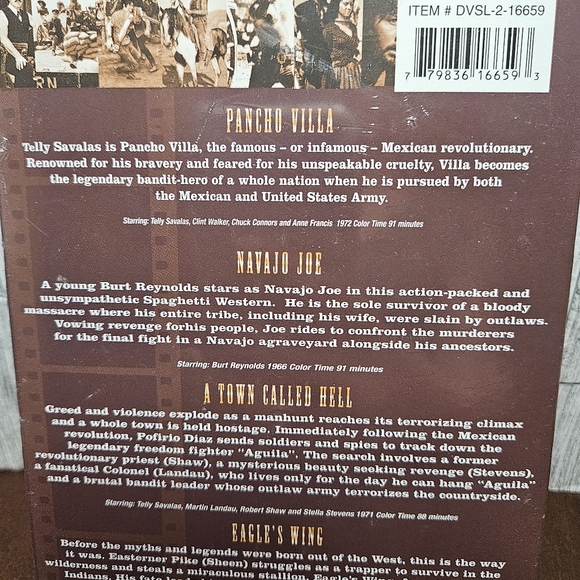 ITEM # DVSL-2-16659
7 79836 16659 3
RN
PANCHO VILLA
Telly Savalas is Pancho Villa, the famous – or infamous – Mexican revolutionary.
Renowned for his bravery and feared for his unspeakable cruelty, Villa becomes
the legendary bandit-hero of a whole nation when he is pursued by both
the Mexican and United States Army.
Starring: Telly Savalas, Clint Walker, Chuck Connors and Anne Francis 1972 Color Time 91 minutes
NAVAJO JOE
A young Burt Reynolds stars as Navajo Joe in this action-packed and
unsympathetic Spaghetti Western. He is the sole survivor of a bloody
massacre where his entire tribe, including his wife, were slain by outlaws.
Vowing revenge forhis people, Joe rides to confront the murderers
for the final fight in a Navajo agraveyard alongside his ancestors.
Starring: Burt Reynolds 1966 Color Time 91 minutes
A TOWN CALLED HELL
Greed and violence explode as a manhunt reaches its terrorizing climax
and a whole town is held hostage. Immediately following the Mexican
revolution, Pofirio Diaz sends soldiers and spies to track down the
legendary freedom fighter "Aguila". The search involves a former
revolutionary priest (Shaw), a mysterious beauty seeking revenge (Stevens),
a fanatical Colonel (Landau), who lives only for the day he can hang "Aguila"
and a brutal bandit leader whose outlaw army terrorizes the countryside.
Starring: Telly Savalas, Martin Landau, Robert Shaw and Stella Stevens 1971 Color Time 88 minutes
EAGLE'S WING
Before the myths and legends were born out of the West, this is the way
it was. Easterner Pike (Sheen) struggles as a trapper to survive in the
wilderness and steals a miraculous stallion, Eagle's Wing
Indians. His fate